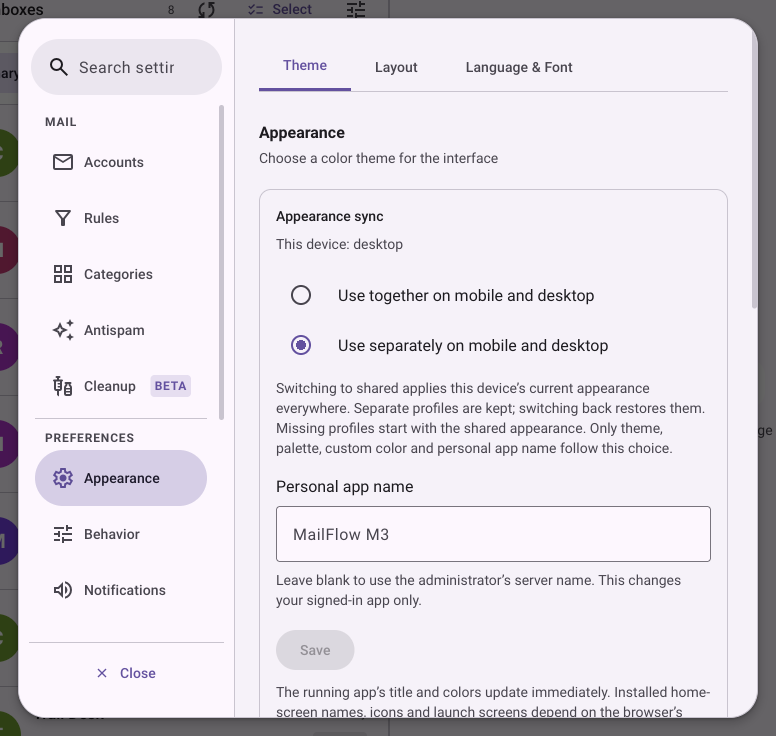 boxes 8 Select
Search settir
MAIL
Accounts
Rules
Categories
Antispam
Cleanup BETA
PREFERENCES
Appearance
Behavior
Notifications
Close
Theme Layout Language & Font
Appearance
Choose a color theme for the interface
Appearance sync
This device: desktop
Use together on mobile and desktop
Use separately on mobile and desktop
Switching to shared applies this device's current appearance
everywhere. Separate profiles are kept; switching back restores them.
Missing profiles start with the shared appearance. Only theme,
palette, custom color and personal app name follow this choice.
Personal app name
MailFlow M3
Leave blank to use the administrator's server name. This changes
your signed-in app only.
Save
The running app's title and colors update immediately. Installed home-
screen names, icons and launch screens depend on the browser's